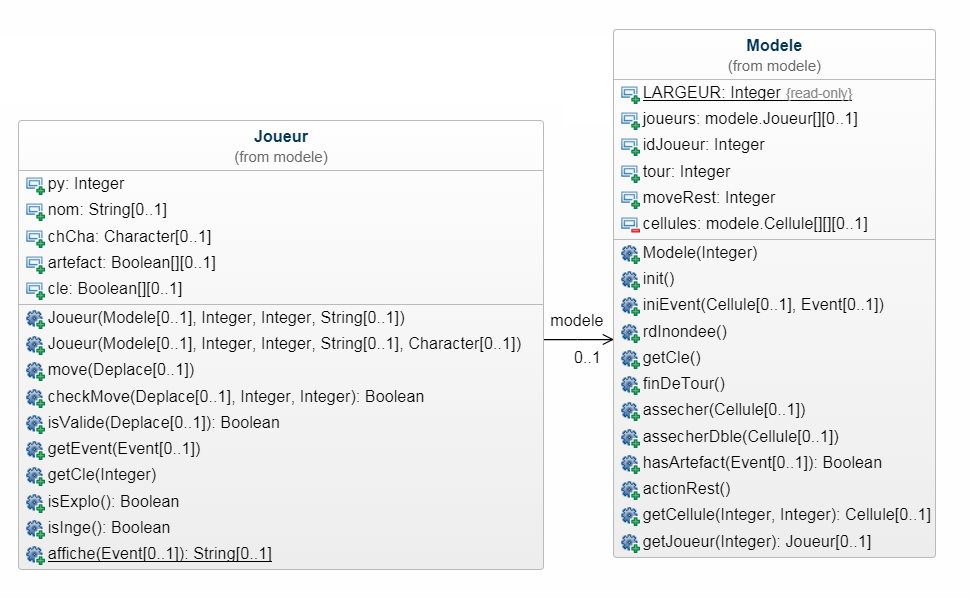 Joueur
(from modele)
py: Integer
nom: String[0..1]
chCha: Character[0..1]
artefact: Boolean[][0..1]
cle: Boolean[][0..1]
Joueur(Modele[0..1], Integer, Integer, String[0..1])
Joueur(Modele[0..1], Integer, Integer, String[0..1], Character[0..1])
move(Deplace[0..1])
checkMove(Deplace[0..1], Integer, Integer): Boolean
isValide(Deplace[0..1]): Boolean
getEvent(Event[0..1])
getCle(Integer)
isExplo(): Boolean
isInge(): Boolean
affiche(Event[0..1]): String[0..1]
modele
0..1
Modele
(from modele)
LARGEUR: Integer {read-only}
joueurs: modele.Joueur[][0..1]
idJoueur: Integer
tour: Integer
moveRest: Integer
cellules: modele.Cellule[][][0..1]
Modele(Integer)
init()
iniEvent(Cellule[0..1], Event[0..1])
rdInondee()
getCle()
finDeTour()
assecher(Cellule[0..1])
assecherDble(Cellule[0..1])
hasArtefact(Event[0..1]): Boolean
actionRest()
getCellule(Integer, Integer): Cellule[0..1]
getJoueur(Integer): Joueur[0..1]